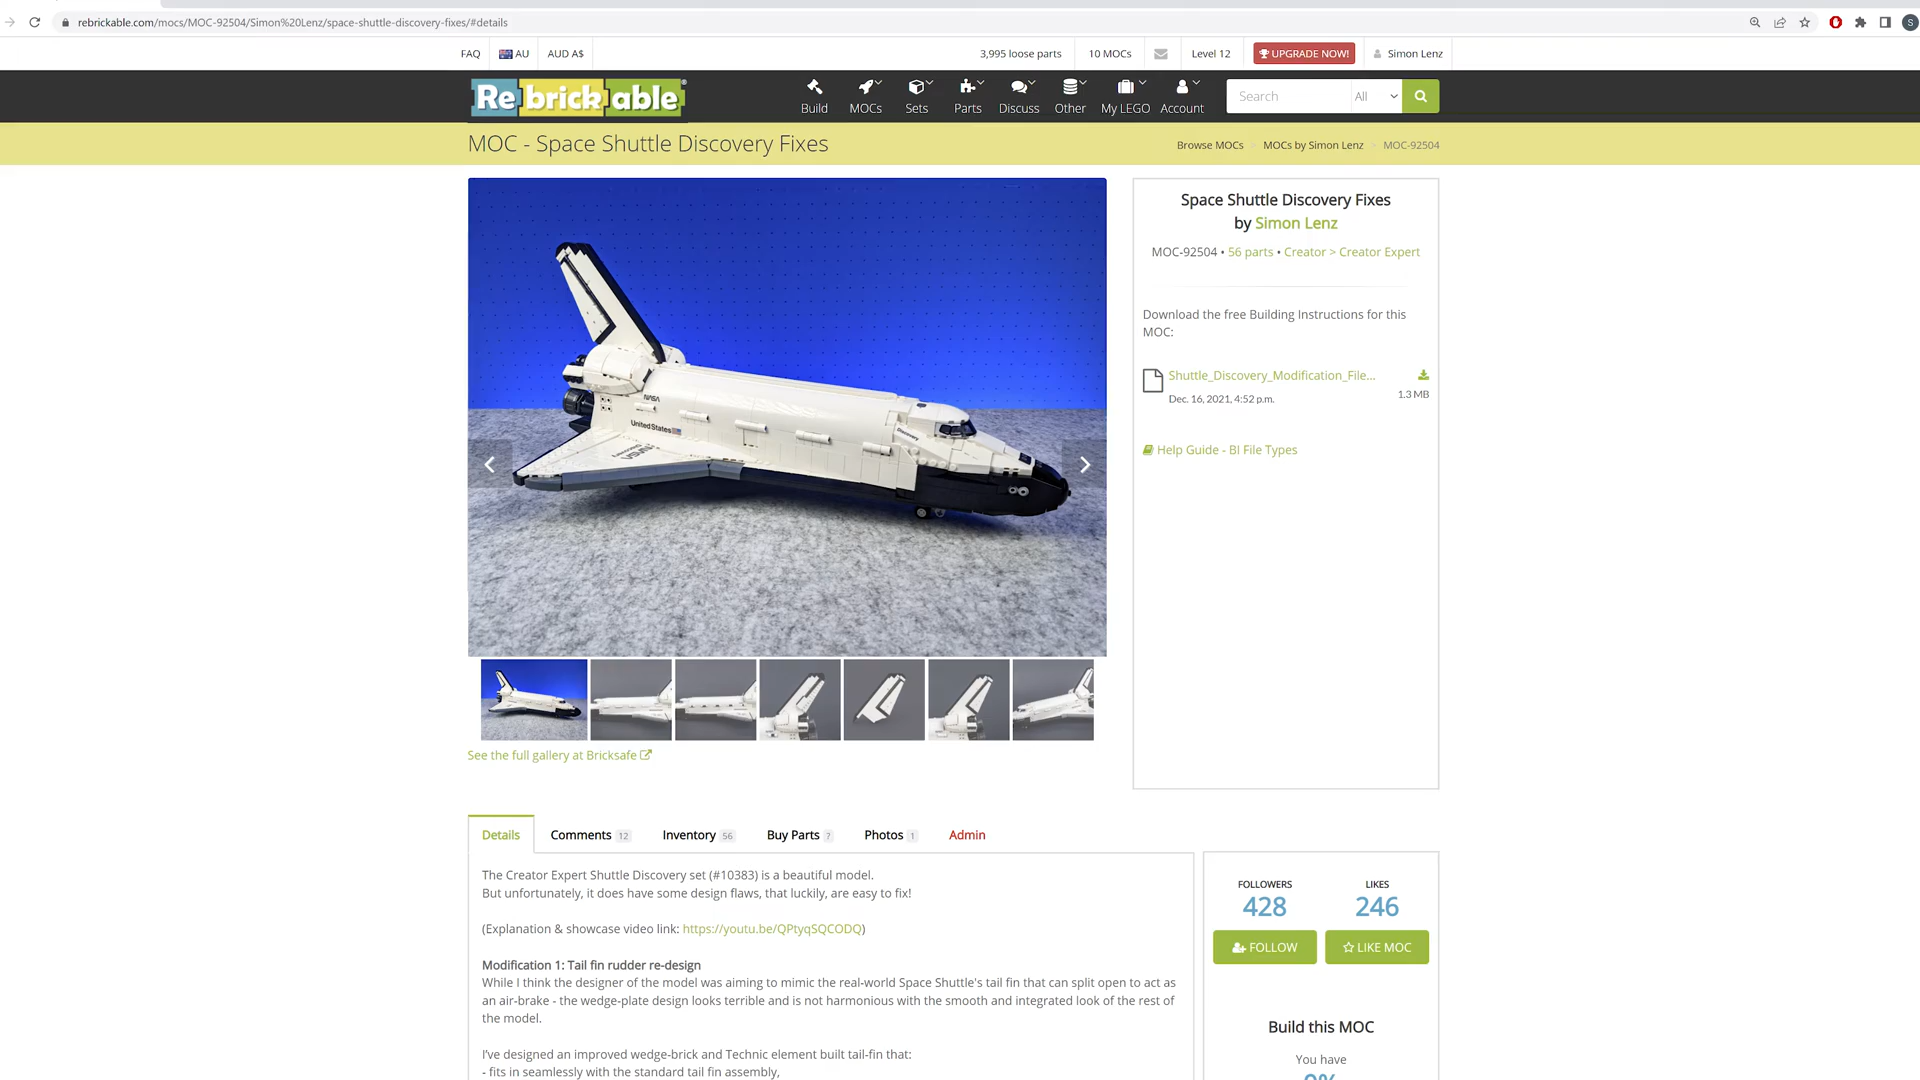 rebrickable.com/mocs/MOC-92504/Simon%20Lenz/space-shuttle-discovery-fixes/#details
S
FAQ AU AUD A$ 3,995 loose parts 10 MOCs Level 12 UPGRADE NOW! Simon Lenz
Rebrickable
Build MOCs Sets Parts Discuss Other My LEGO Account Search All
MOC - Space Shuttle Discovery Fixes
Browse MOCs MOCs by Simon Lenz MOC-92504
NASA
United States
Discovery
NASA
Discovery
Space Shuttle Discovery Fixes
by Simon Lenz
MOC-92504 • 56 parts • Creator > Creator Expert
Download the free Building Instructions for this
MOC:
Shuttle_Discovery_Modification_File...
Dec. 16, 2021, 4:52 p.m. 1.3 MB
Help Guide - BI File Types
See the full gallery at Bricksafe
Details Comments 12 Inventory 56 Buy Parts ? Photos 1 Admin
The Creator Expert Shuttle Discovery set (#10383) is a beautiful model.
But unfortunately, it does have some design flaws, that luckily, are easy to fix!
(Explanation & showcase video link: https://youtu.be/QPtyqSQCODQ)
Modification 1: Tail fin rudder re-design
While I think the designer of the model was aiming to mimic the real-world Space Shuttle's tail fin that can split open to act as
an air-brake - the wedge-plate design looks terrible and is not harmonious with the smooth and integrated look of the rest of
the model.
I've designed an improved wedge-brick and Technic element built tail-fin that:
- fits in seamlessly with the standard tail fin assembly,
FOLLOWERS LIKES
428 246
FOLLOW LIKE MOC
Build this MOC
You have
0%